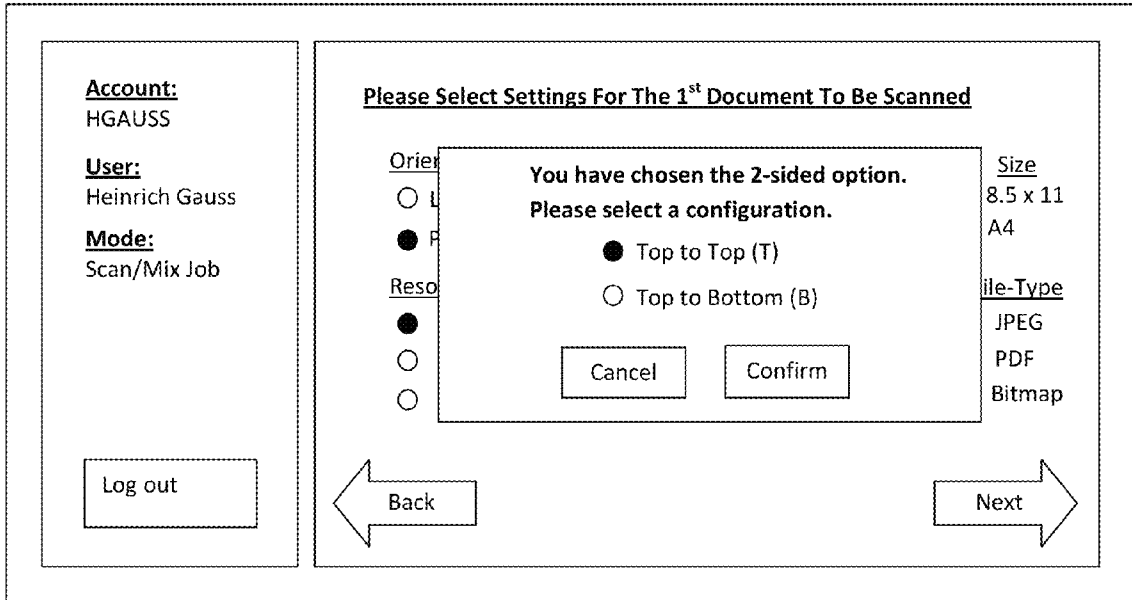 Account:
HGAUSS
User:
Heinrich Gauss
Mode:
Scan/Mix Job
Log out
Please Select Settings For The 1st Document To Be Scanned
Orien
L
P
Reso
You have chosen the 2-sided option.
Please select a configuration.
Top to Top (T)
Top to Bottom (B)
Cancel
Confirm
Size
8.5 x 11
A4
ile-Type
JPEG
PDF
Bitmap
Back
Next